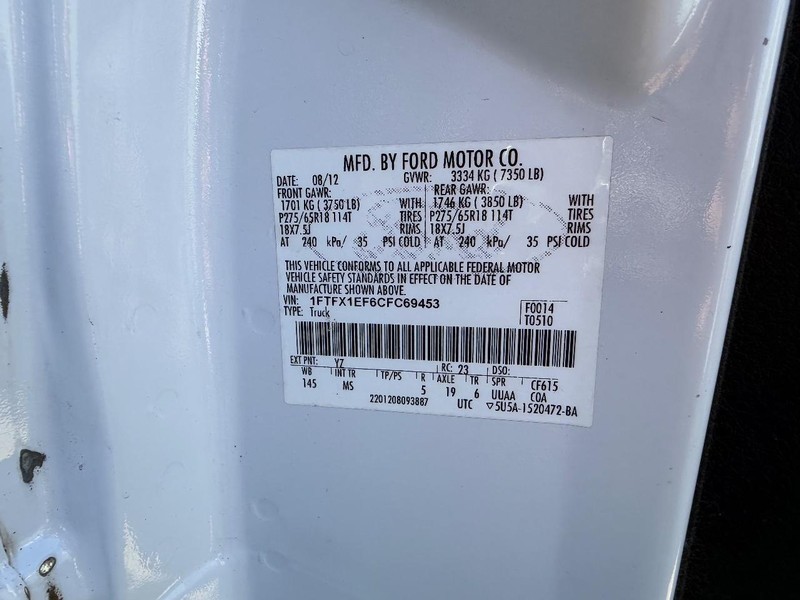 MFD. BY FORD MOTOR CO.
DATE: 08/12 GVWR: 3334 KG ( 7350 LB)
FRONT GAWR: REAR GAWR:
1701 KG ( 3750 LB) WITH 1746 KG ( 3850 LB) WITH
P275/65R18 114T TIRES P275/65R18 114T TIRES
18X7.5J RIMS 18X7.5J RIMS
AT 240 kPa/ 35 PSI COLD AT 240 kPa/ 35 PSI COLD
THIS VEHICLE CONFORMS TO ALL APPLICABLE FEDERAL MOTOR
VEHICLE SAFETY STANDARDS IN EFFECT ON THE DATE OF
MANUFACTURE SHOWN ABOVE.
VIN: 1FTFX1EF6CFC69453 F0014
TYPE: Truck T0510
EXT PNT: YZ RC: 23 DSO:
WB INT TR TP/PS R AXLE TR SPR CF615
145 MS 5 19 6 UUAA COA
2201208093887 UTC ▽5U5A-1520472-BA